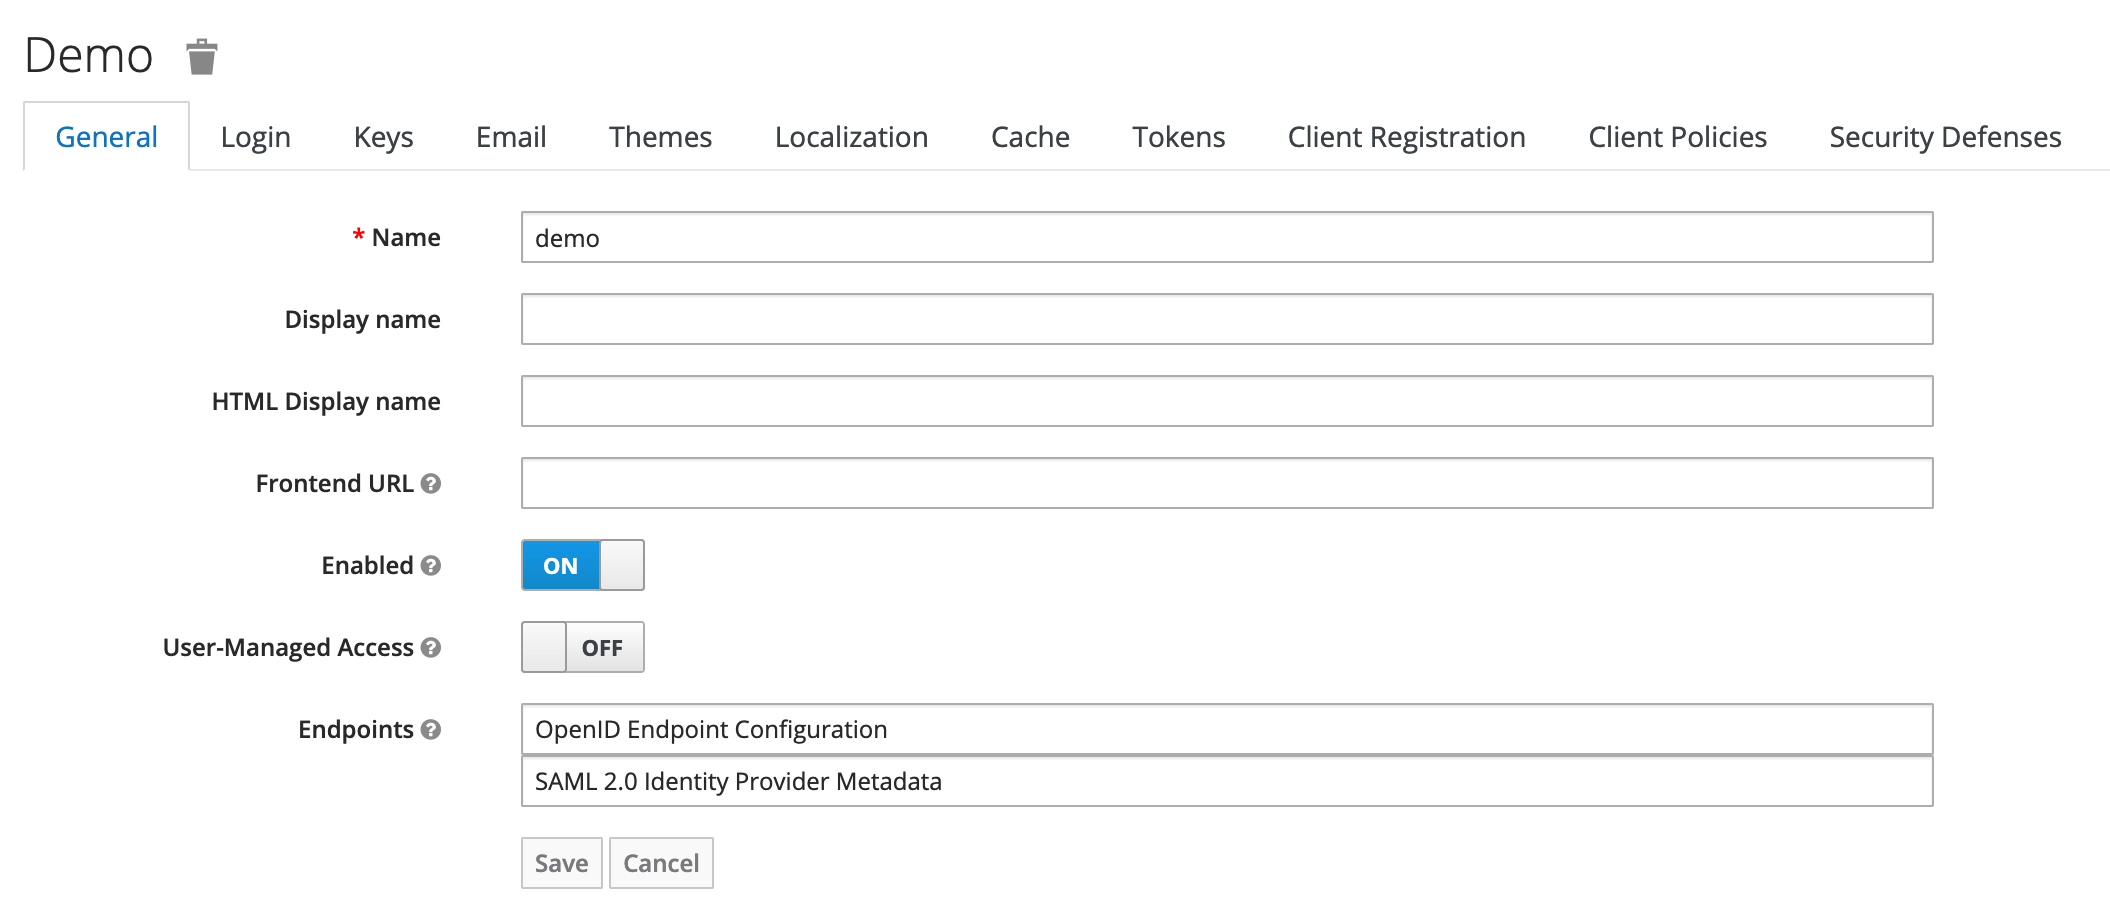 Demo
General Login Keys Email Themes Localization Cache Tokens Client Registration Client Policies Security Defenses
* Name demo
Display name
HTML Display name
Frontend URL ?
Enabled ? ON
User-Managed Access ? OFF
Endpoints ? OpenID Endpoint Configuration
SAML 2.0 Identity Provider Metadata
Save Cancel